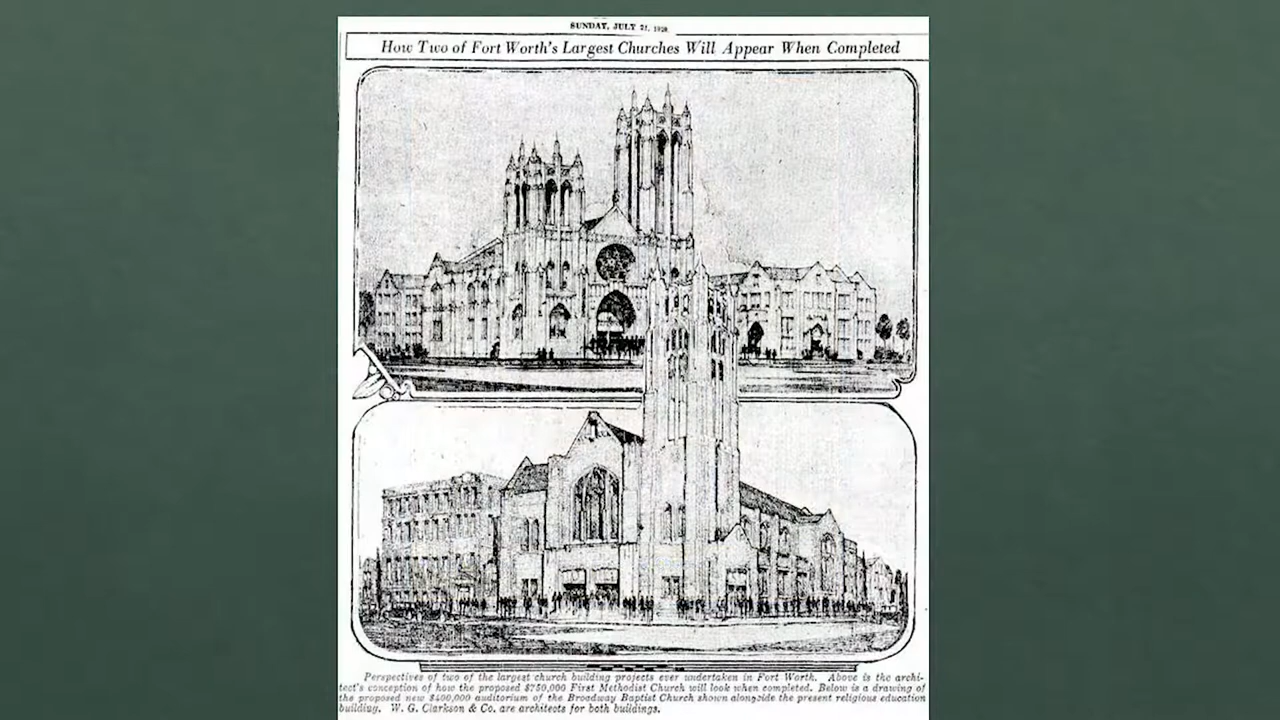 SUNDAY, JULY 21, 1929.
How Two of Fort Worth's Largest Churches Will Appear When Completed
Perspectives of two of the largest church building projects ever undertaken in Fort Worth. Above is the archi-
tect's conception of how the proposed $750,000 First Methodist Church will look when completed. Below is a drawing of
the proposed new $400,000 auditorium of the Broadway Baptist Church shown alongside the present religious education
building. W. G. Clarkson & Co. are architects for both buildings.